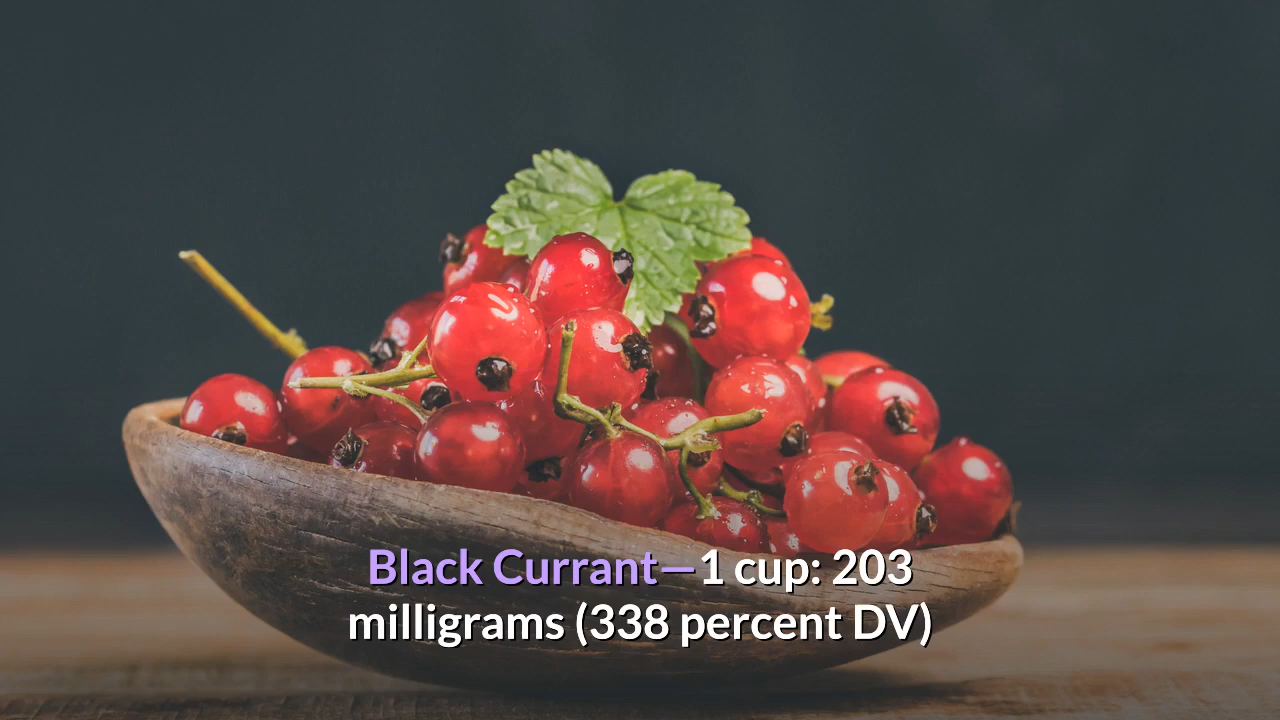 Black Currant—1 cup: 203
milligrams (338 percent DV)